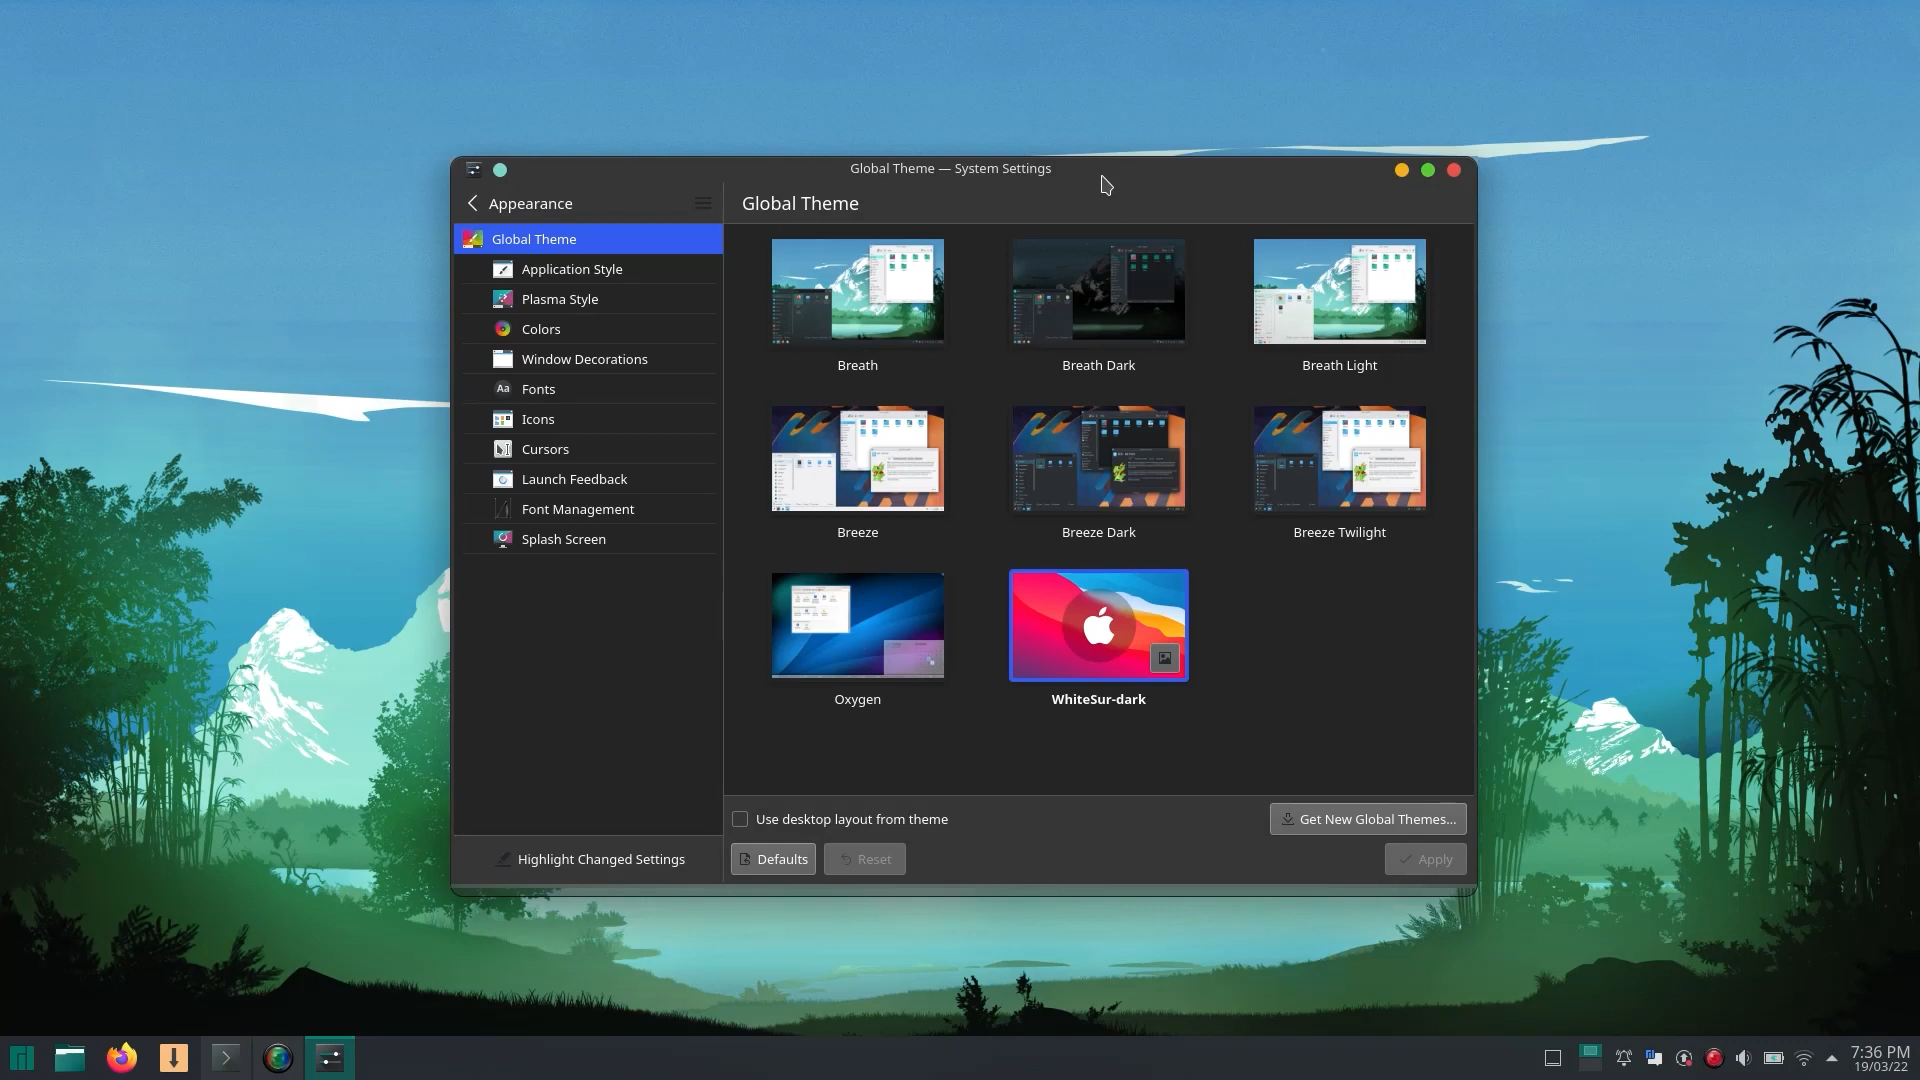 Global Theme — System Settings
Appearance
Global Theme
Global Theme
Application Style
Plasma Style
Colors
Window Decorations
Aa Fonts
Icons
Cursors
Launch Feedback
Font Management
Splash Screen
Highlight Changed Settings
Breath
Breath Dark
Breath Light
Breeze
Breeze Dark
Breeze Twilight
Oxygen
WhiteSur-dark
Use desktop layout from theme
Get New Global Themes...
Defaults
Reset
Apply
7:36 PM
19/03/22